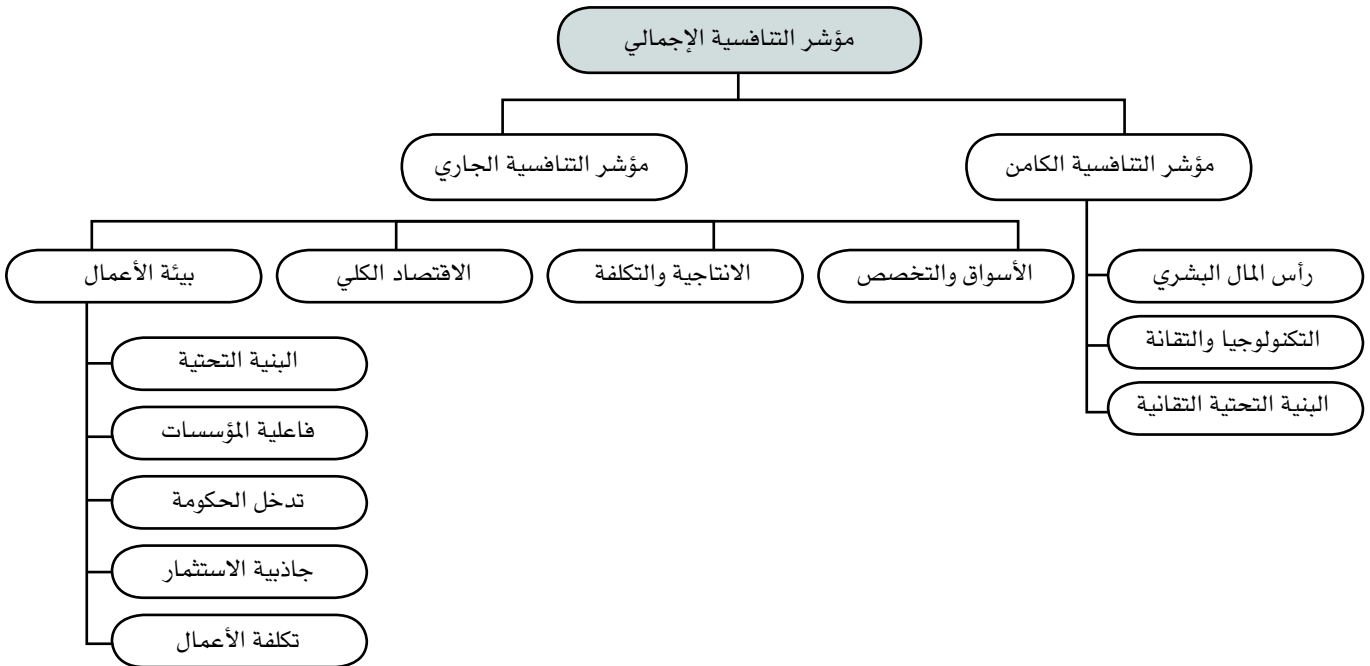 مؤشر التنافسية الإجمالي
مؤشر التنافسية الكامن
مؤشر التنافسية الجاري
الأسواق والتخصص
الانتاجية والتكلفة
الاقتصاد الكلي
بيئة الأعمال
رأس المال البشري
التكنولوجيا والتقانة
البنية التحتية التقانية
البنية التحتية
فاعلية المؤسسات
تدخل الحكومة
جاذبية الاستثمار
تكلفة الأعمال